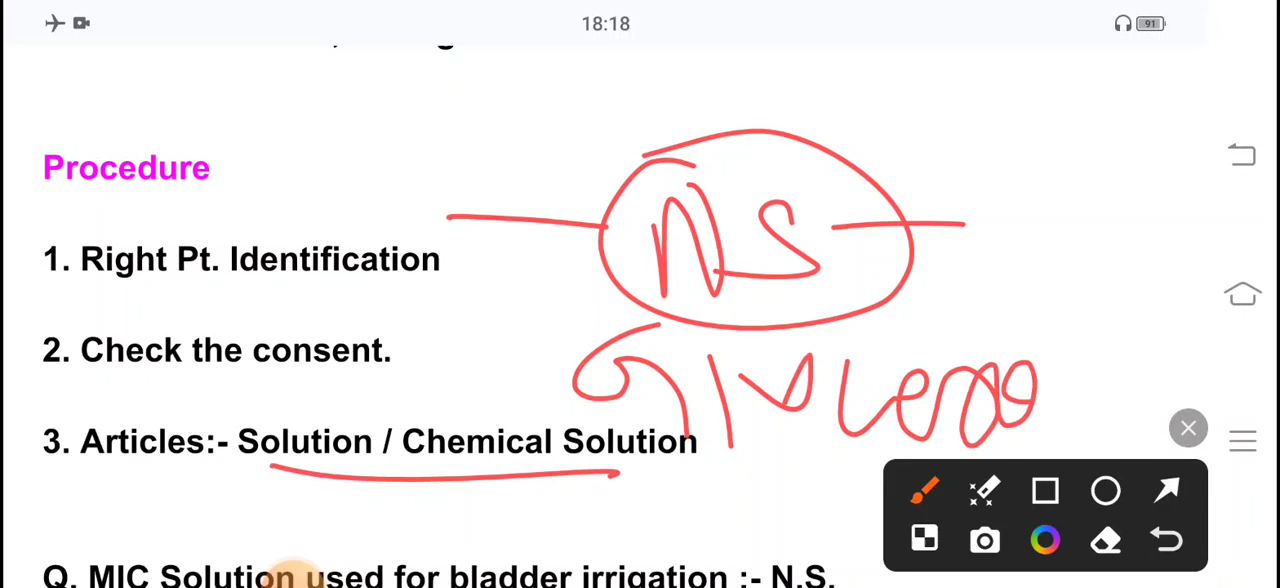 18:18
91
Procedure
NS
1. Right Pt. Identification
2. Check the consent.
3. Articles:- Solution / Chemical Solution
Q. MIC Solution used for bladder irrigation :- N.S.